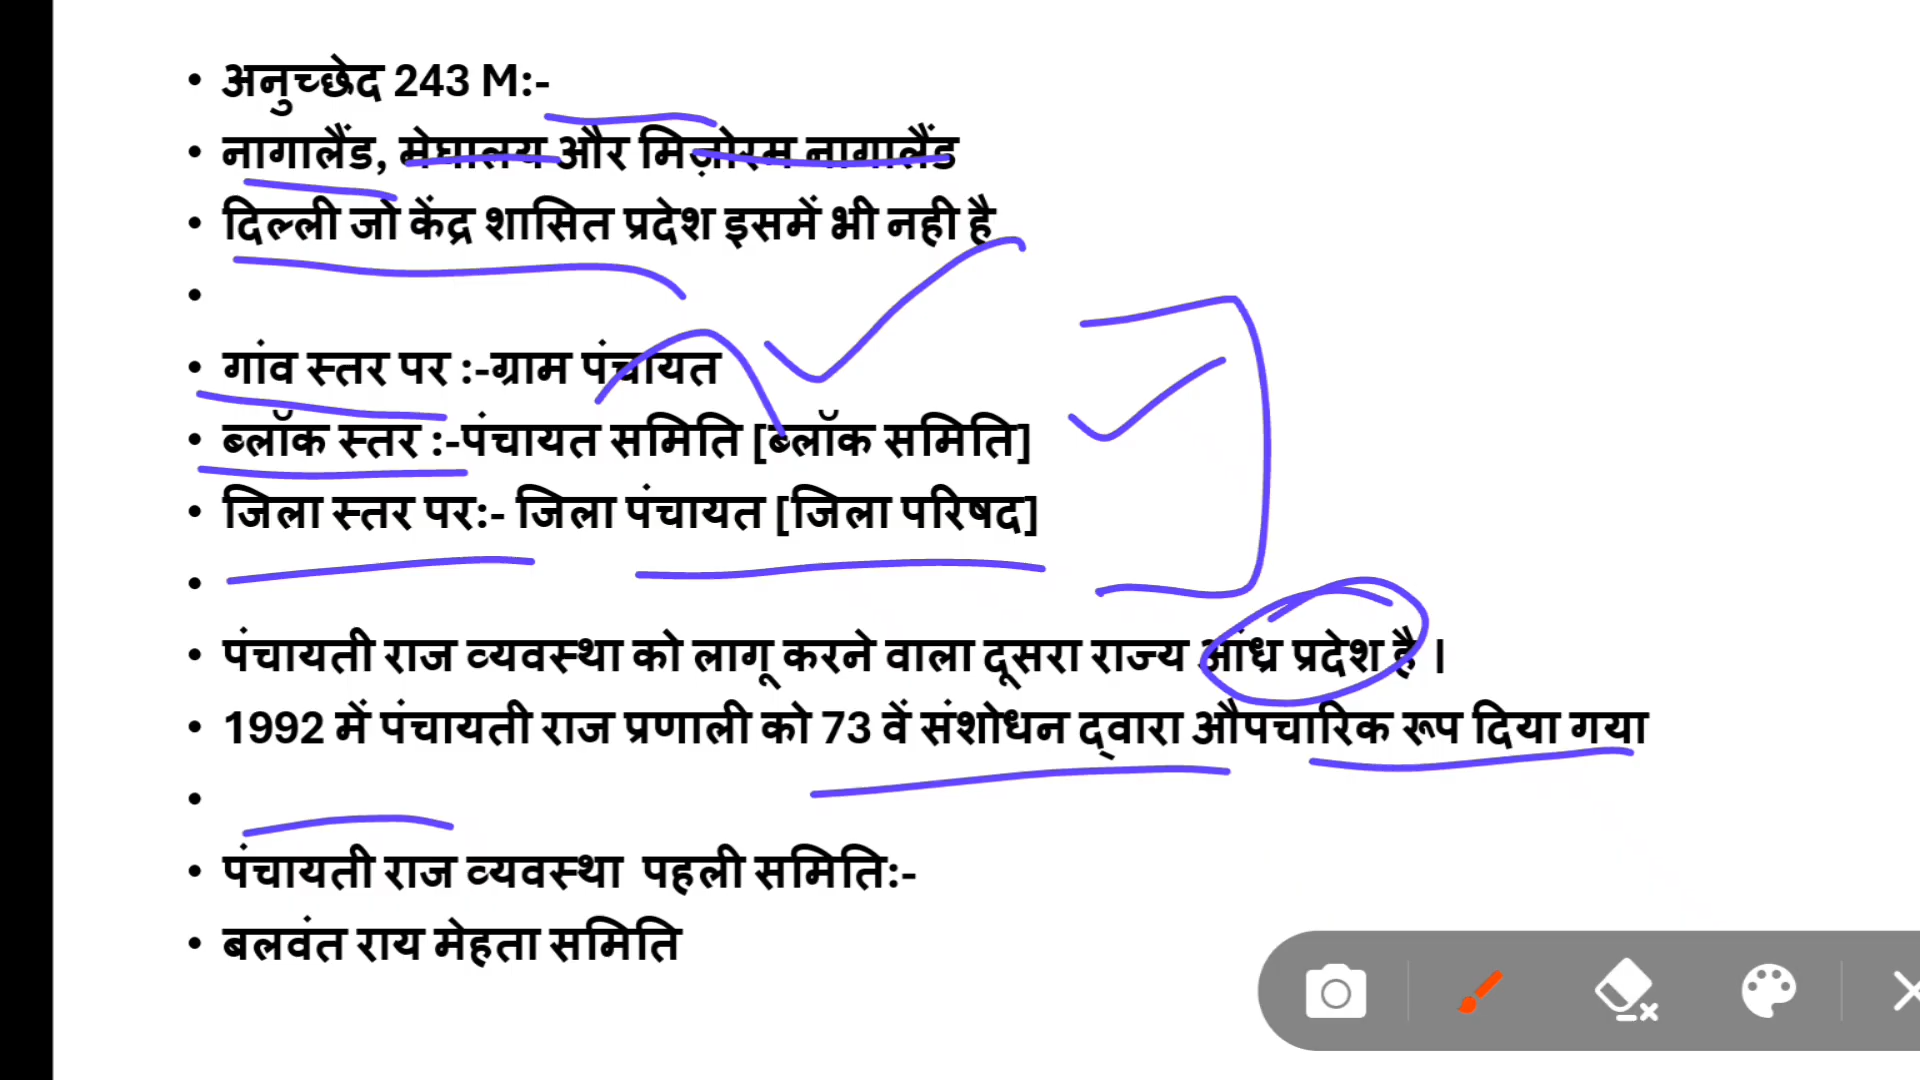 • अनुच्छेद 243 M:-
• नागालैंड, मेघालय और मिज़ोरम नागालैंड
• दिल्ली जो केंद्र शासित प्रदेश इसमें भी नही है
•
• गांव स्तर पर :-ग्राम पंचायत
• ब्लॉक स्तर :-पंचायत समिति [ब्लॉक समिति]
• जिला स्तर पर:- जिला पंचायत [जिला परिषद]
•
• पंचायती राज व्यवस्था को लागू करने वाला दूसरा राज्य आंध्र प्रदेश है ।
• 1992 में पंचायती राज प्रणाली को 73 वें संशोधन द्वारा औपचारिक रूप दिया गया
•
• पंचायती राज व्यवस्था पहली समिति:-
• बलवंत राय मेहता समिति